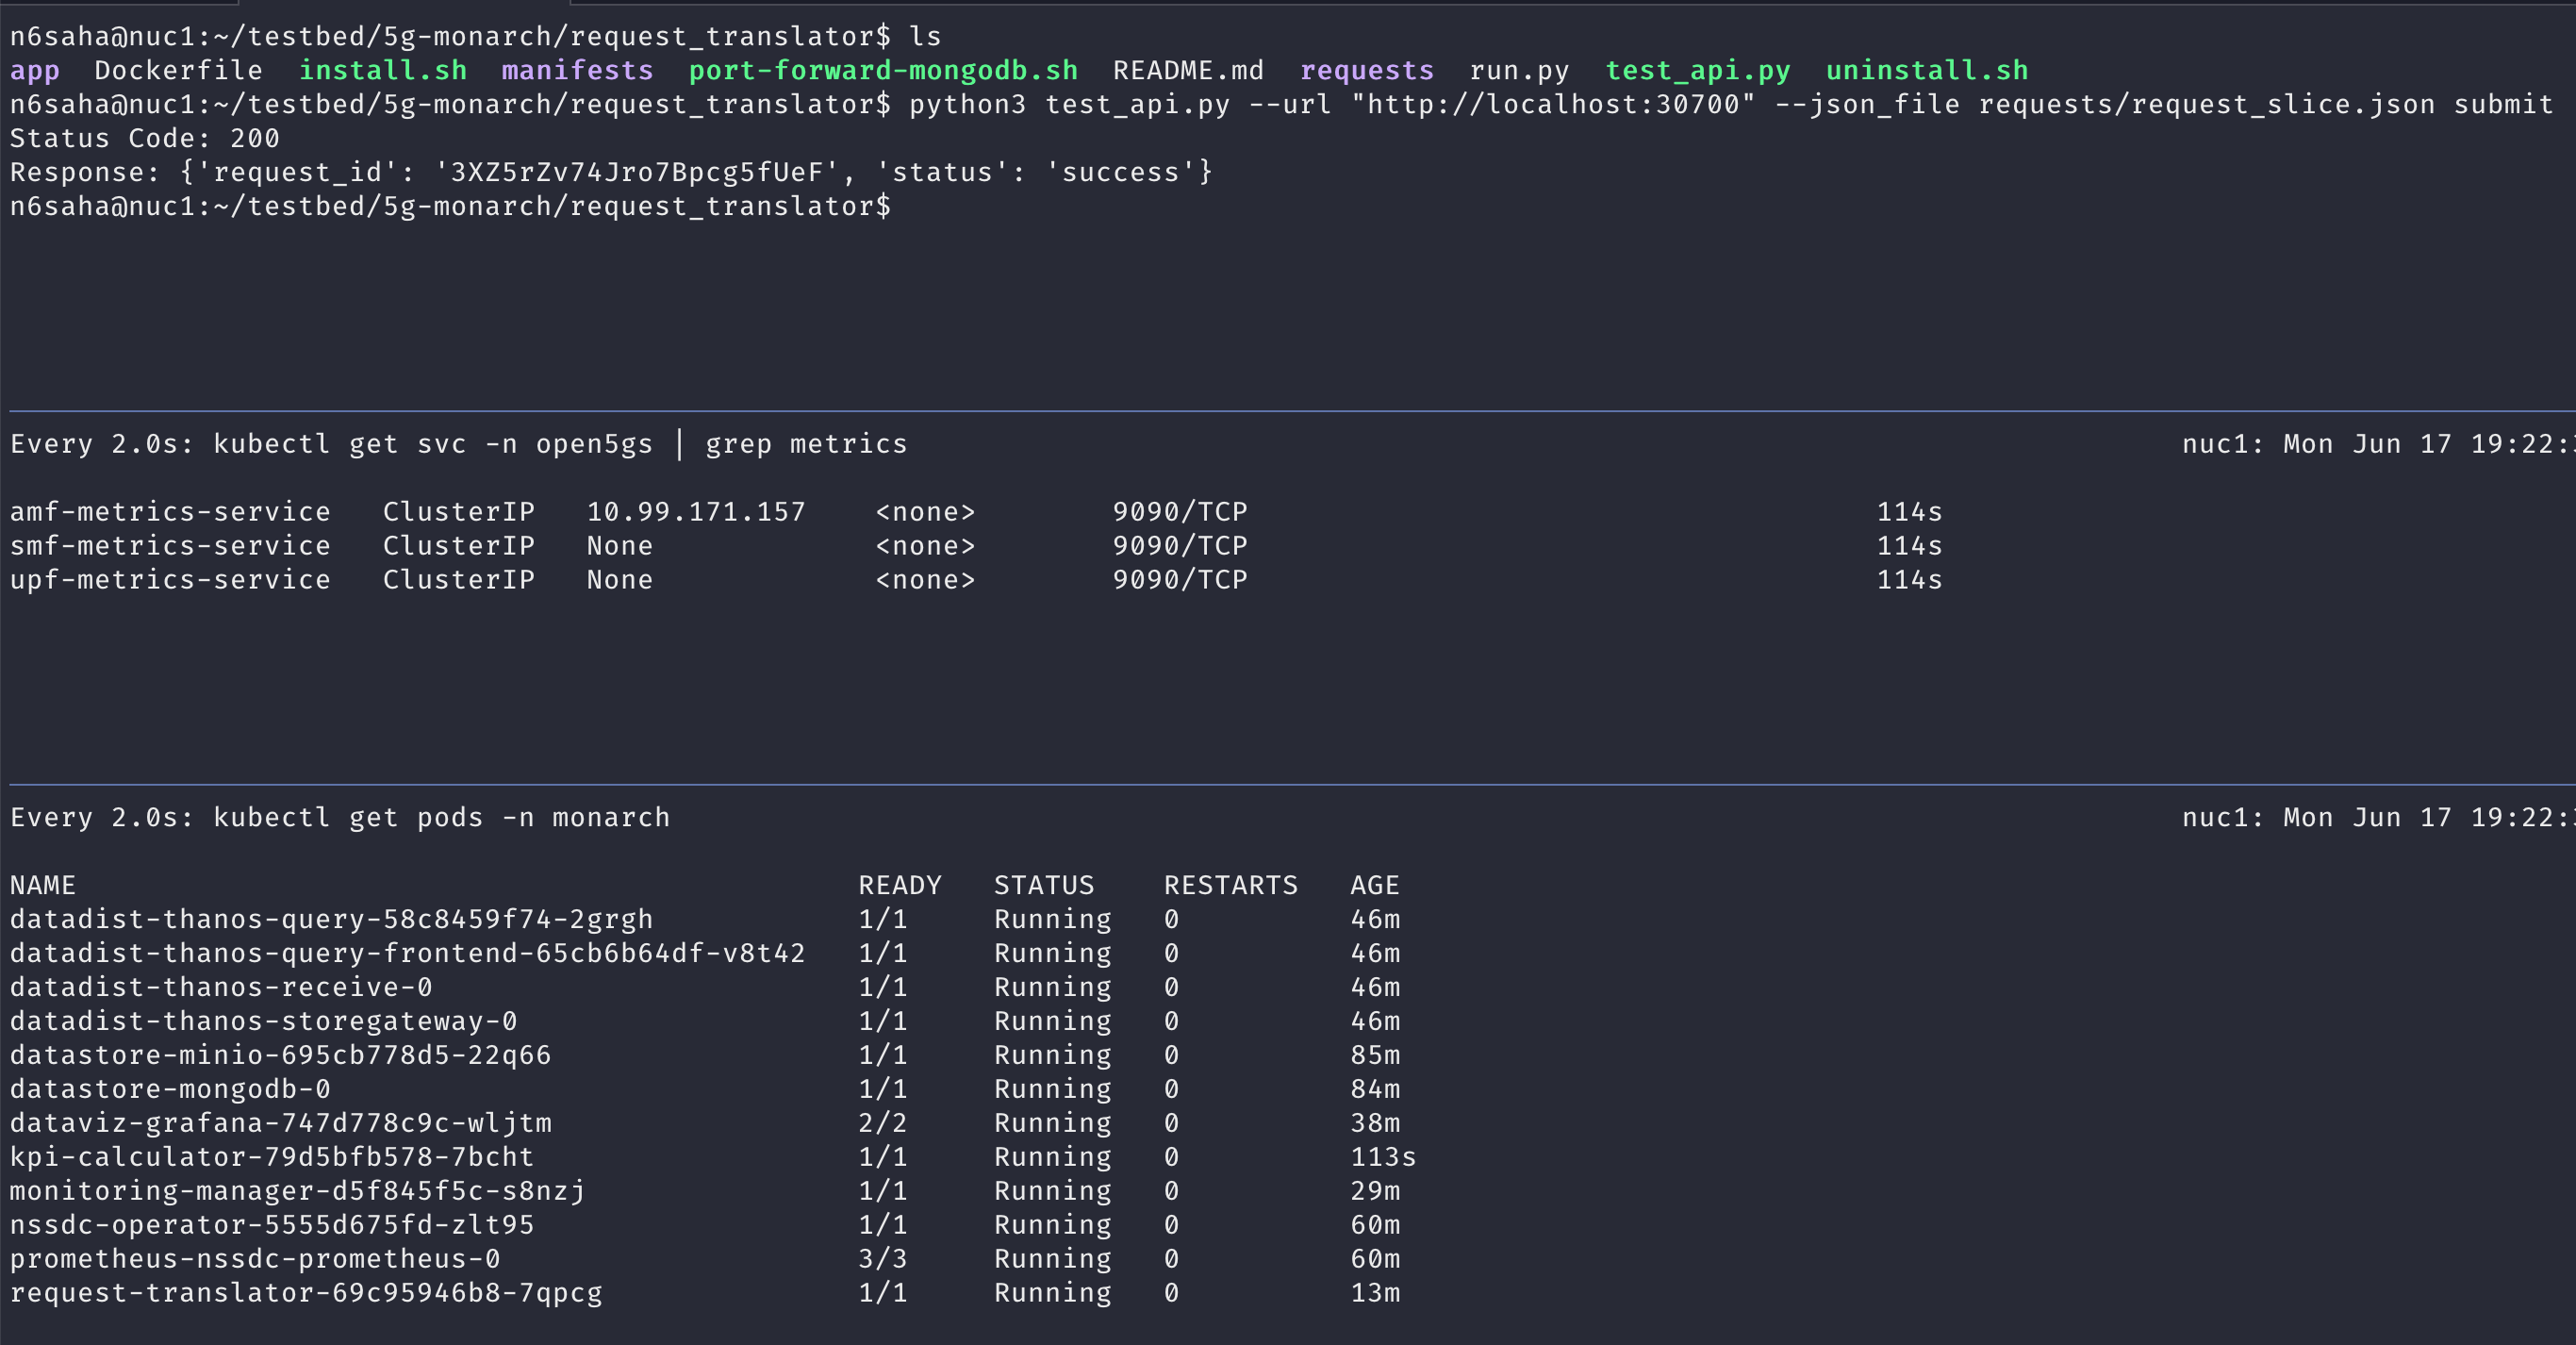 n6saha@nuc1:~/testbed/5g-monarch/request_translator$ ls
app  Dockerfile  install.sh  manifests  port-forward-mongodb.sh  README.md  requests  run.py  test_api.py  uninstall.sh
n6saha@nuc1:~/testbed/5g-monarch/request_translator$ python3 test_api.py --url "http://localhost:30700" --json_file requests/request_slice.json submit
Status Code: 200
Response: {'request_id': '3XZ5rZv74Jro7Bpcg5fUeF', 'status': 'success'}
n6saha@nuc1:~/testbed/5g-monarch/request_translator$
Every 2.0s: kubectl get svc -n open5gs | grep metrics    nuc1: Mon Jun 17 19:22:
amf-metrics-service   ClusterIP   10.99.171.157    <none>        9090/TCP    114s
smf-metrics-service   ClusterIP   None             <none>        9090/TCP    114s
upf-metrics-service   ClusterIP   None             <none>        9090/TCP    114s
Every 2.0s: kubectl get pods -n monarch    nuc1: Mon Jun 17 19:22:
NAME                                              READY   STATUS    RESTARTS   AGE
datadist-thanos-query-58c8459f74-2grgh            1/1     Running   0          46m
datadist-thanos-query-frontend-65cb6b64df-v8t42   1/1     Running   0          46m
datadist-thanos-receive-0                         1/1     Running   0          46m
datadist-thanos-storegateway-0                    1/1     Running   0          46m
datastore-minio-695cb778d5-22q66                  1/1     Running   0          85m
datastore-mongodb-0                               1/1     Running   0          84m
dataviz-grafana-747d778c9c-wljtm                  2/2     Running   0          38m
kpi-calculator-79d5bfb578-7bcht                   1/1     Running   0          113s
monitoring-manager-d5f845f5c-s8nzj                1/1     Running   0          29m
nssdc-operator-5555d675fd-zlt95                   1/1     Running   0          60m
prometheus-nssdc-prometheus-0                     3/3     Running   0          60m
request-translator-69c95946b8-7qpcg               1/1     Running   0          13m